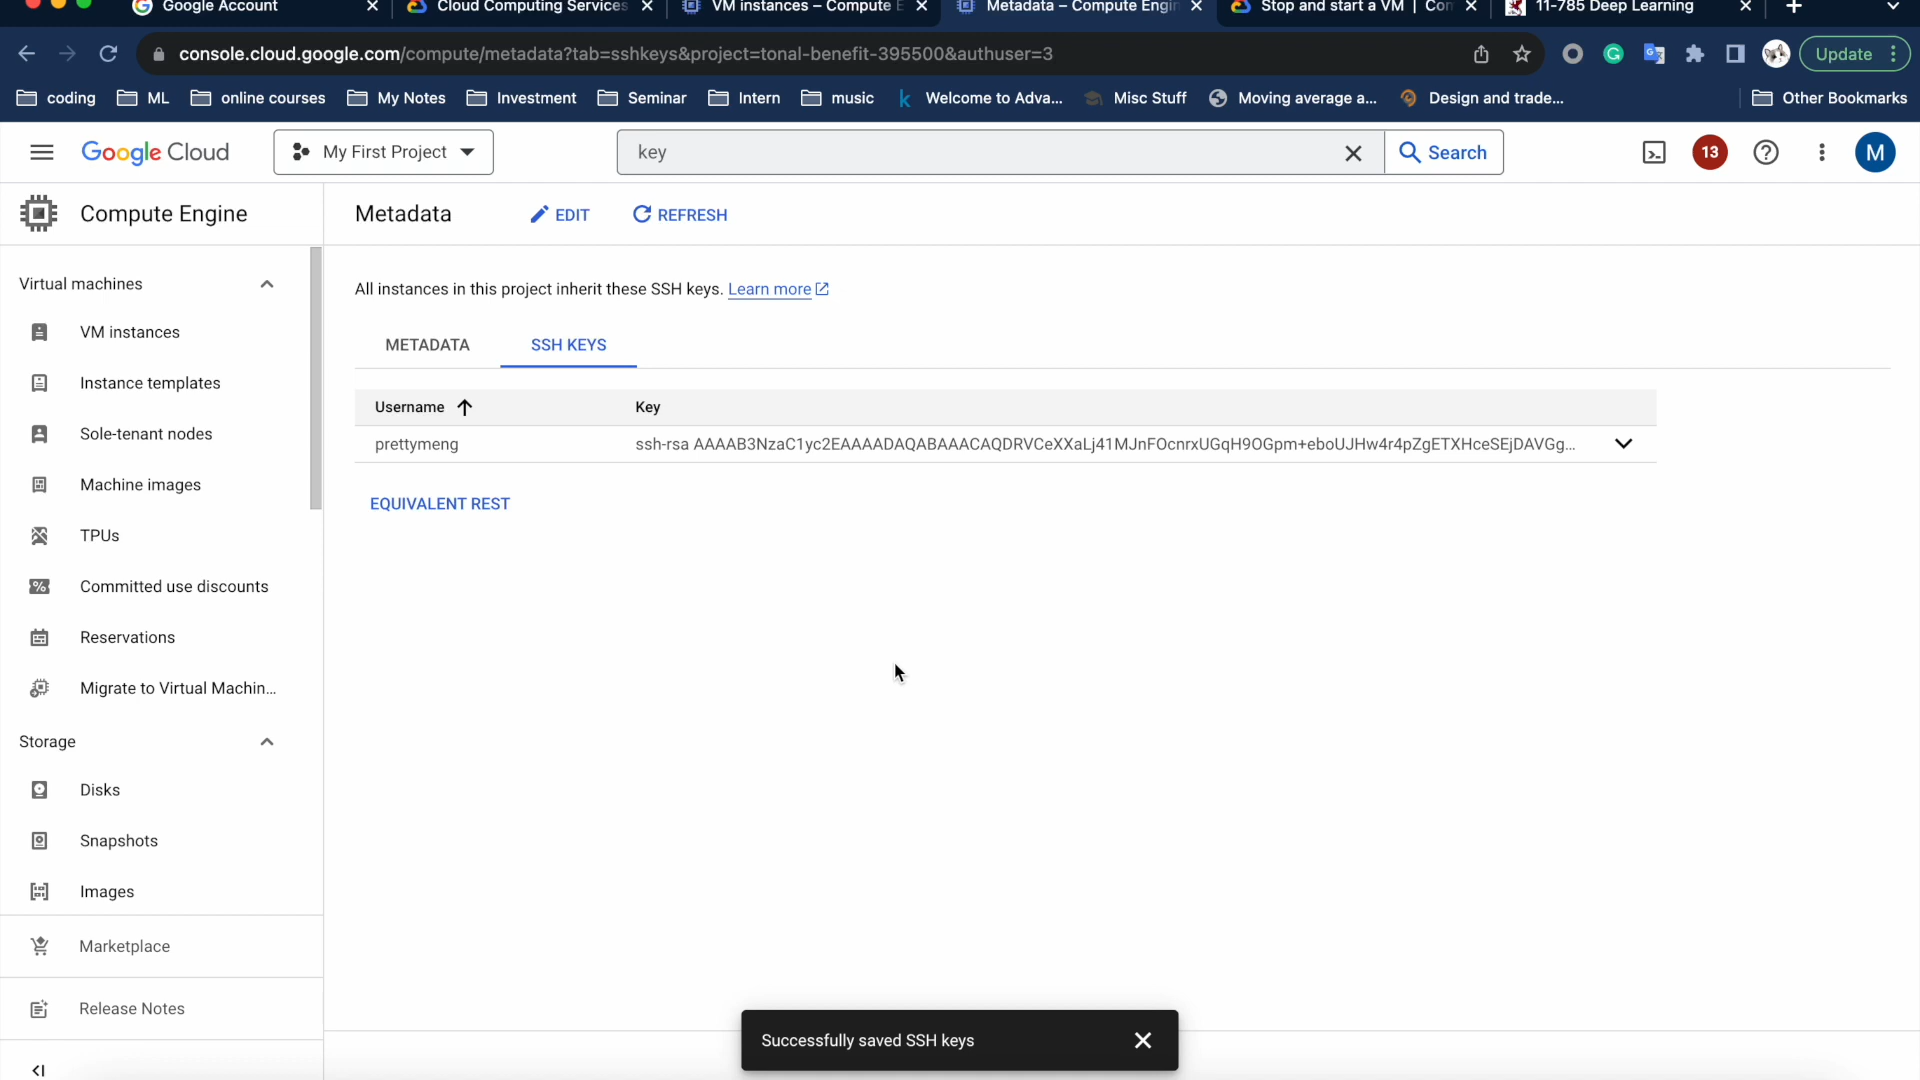 Google Account
Cloud Computing Services
VM instances – Compute E
Metadata – Compute Engin
Stop and start a VM | Com
11-785 Deep Learning
console.cloud.google.com/compute/metadata?tab=sshkeys&project=tonal-benefit-395500&authuser=3
Update
coding
ML
online courses
My Notes
Investment
Seminar
Intern
music
Welcome to Adva...
Misc Stuff
Moving average a...
Design and trade...
Other Bookmarks
Google Cloud
My First Project
key
Search
13
M
Compute Engine
Metadata
EDIT
REFRESH
Virtual machines
VM instances
Instance templates
Sole-tenant nodes
Machine images
TPUs
Committed use discounts
Reservations
Migrate to Virtual Machin...
Storage
Disks
Snapshots
Images
Marketplace
Release Notes
All instances in this project inherit these SSH keys. Learn more
METADATA
SSH KEYS
Username
Key
prettymeng
ssh-rsa AAAAB3NzaC1yc2EAAAADAQABAAACAQDRVCeXXaLj41MJnFOcnrxUGqH9OGpm+eboUJHw4r4pZgETXHceSEjDAVGg...
EQUIVALENT REST
Successfully saved SSH keys